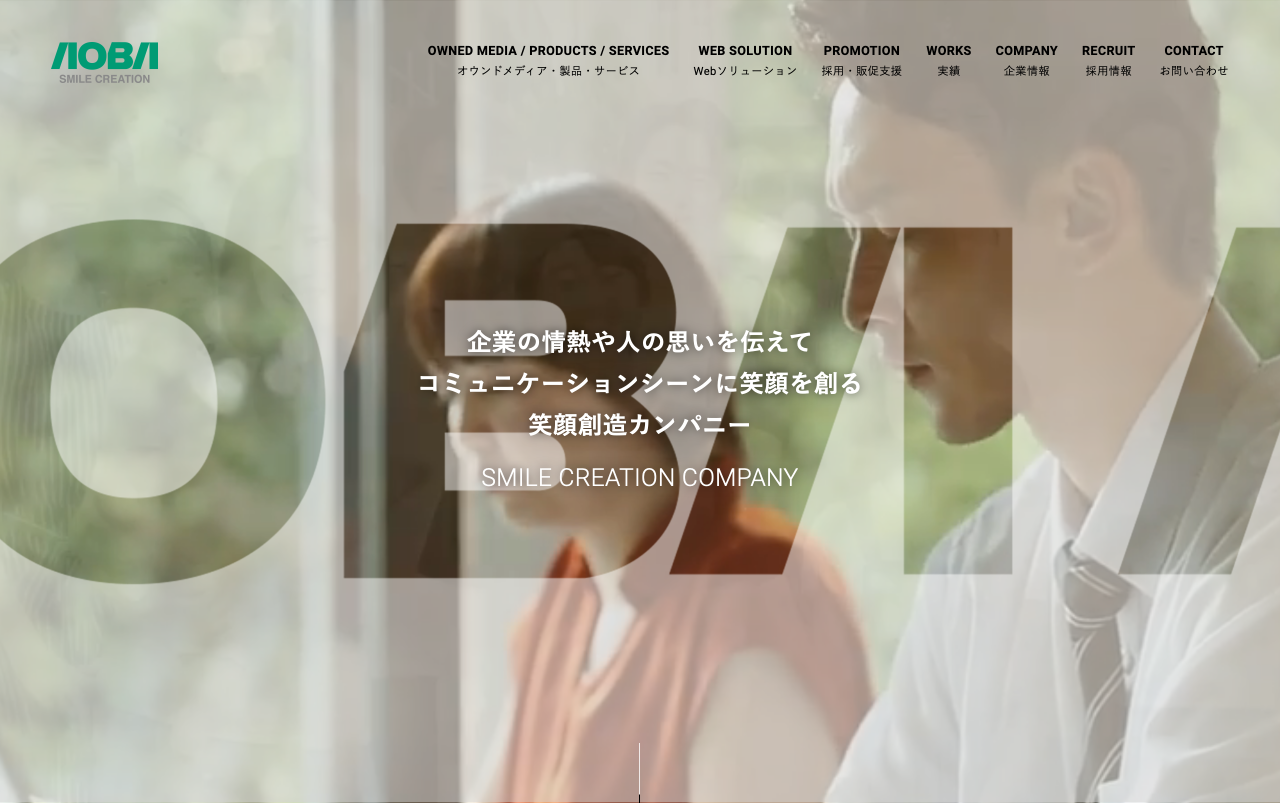 AOBA
SMILE CREATION
OWNED MEDIA / PRODUCTS / SERVICES
オウンドメディア・製品・サービス
WEB SOLUTION
Webソリューション
PROMOTION
採用・販促支援
WORKS
実績
COMPANY
企業情報
RECRUIT
採用情報
CONTACT
お問い合わせ
OBA
企業の情熱や人の思いを伝えて
コミュニケーションシーンに笑顔を創る
笑顔創造カンパニー
SMILE CREATION COMPANY